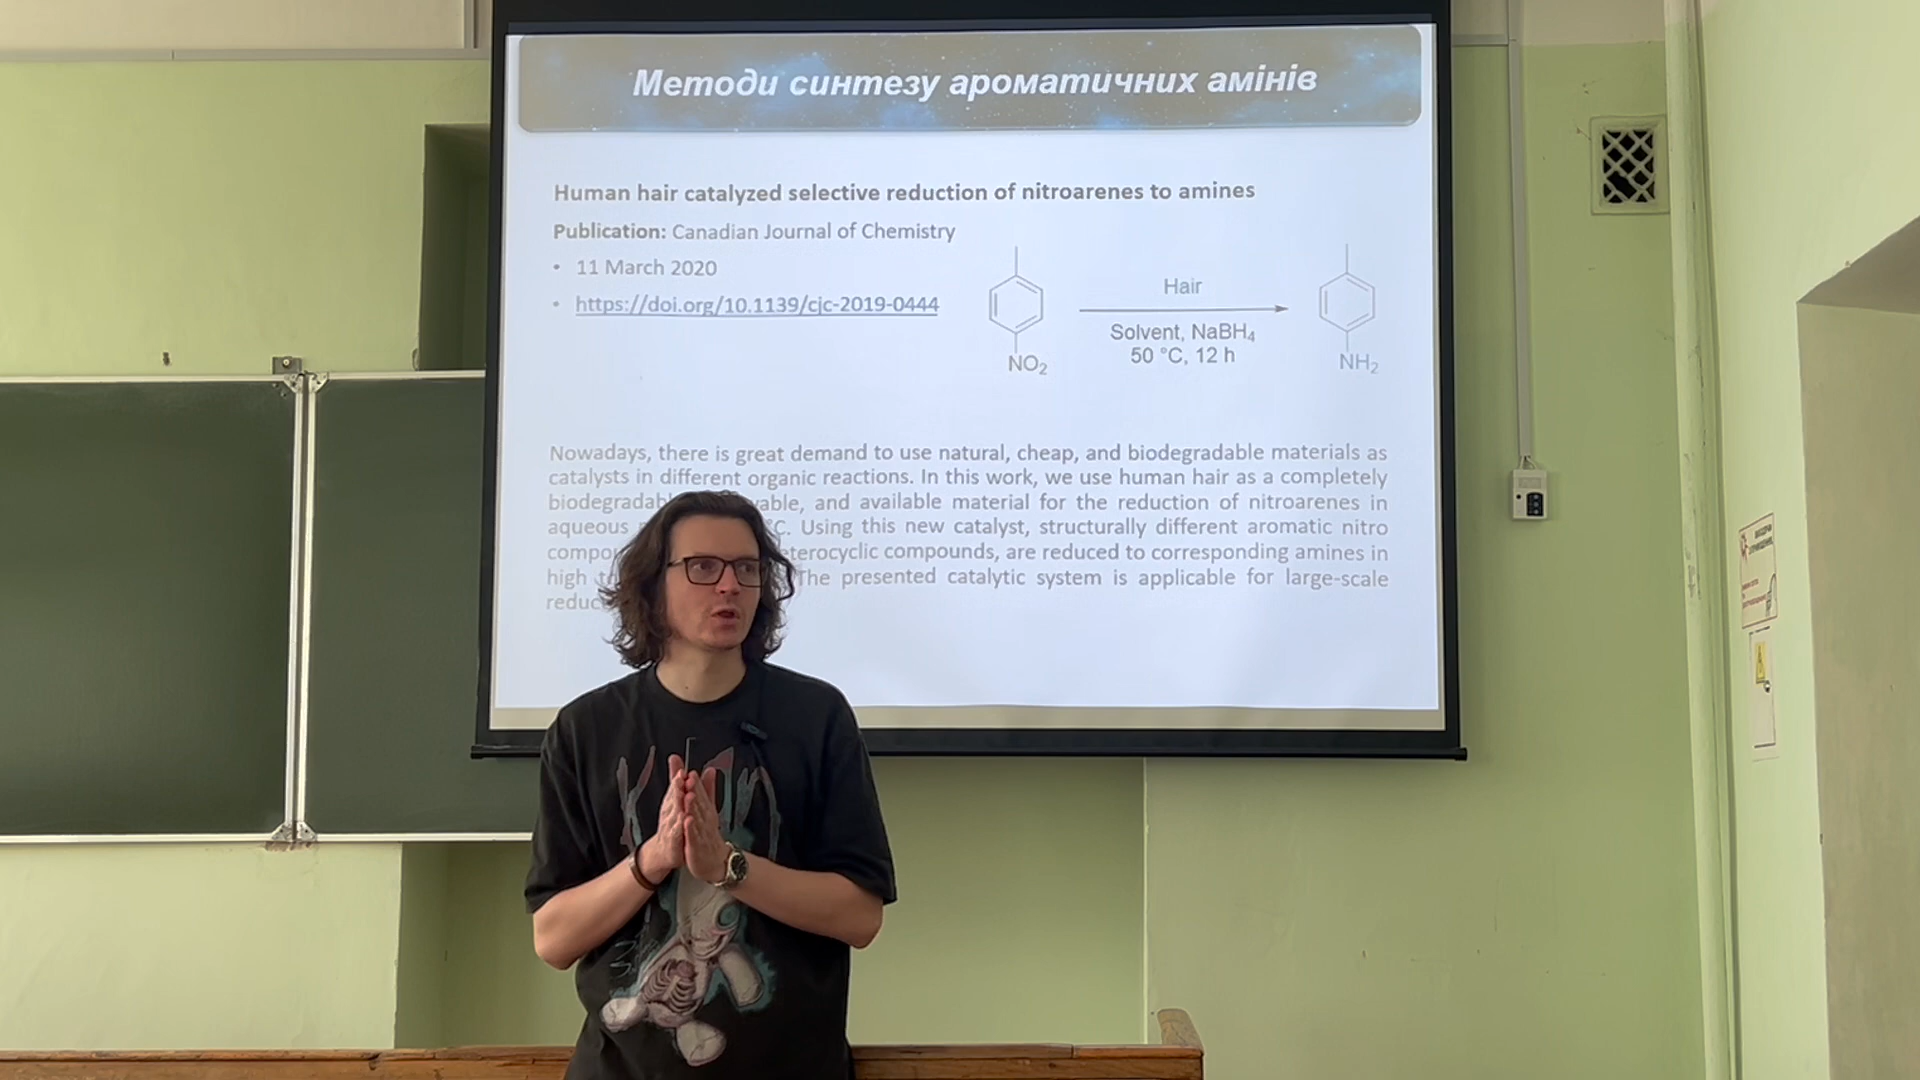 Методи синтезу ароматичних амінів
Human hair catalyzed selective reduction of nitroarenes to amines
Publication: Canadian Journal of Chemistry
• 11 March 2020
• https://doi.org/10.1139/cjc-2019-0444
Hair
Solvent, NaBH₄
50 °C, 12 h
NO₂
NH₂
Nowadays, there is great demand to use natural, cheap, and biodegradable materials as
catalysts in different organic reactions. In this work, we use human hair as a completely
and available material for the reduction of nitroarenes in
aqueous °C. Using this new catalyst, structurally different aromatic nitro
compounds, are reduced to corresponding amines in
high The presented catalytic system is applicable for large-scale
KoRn